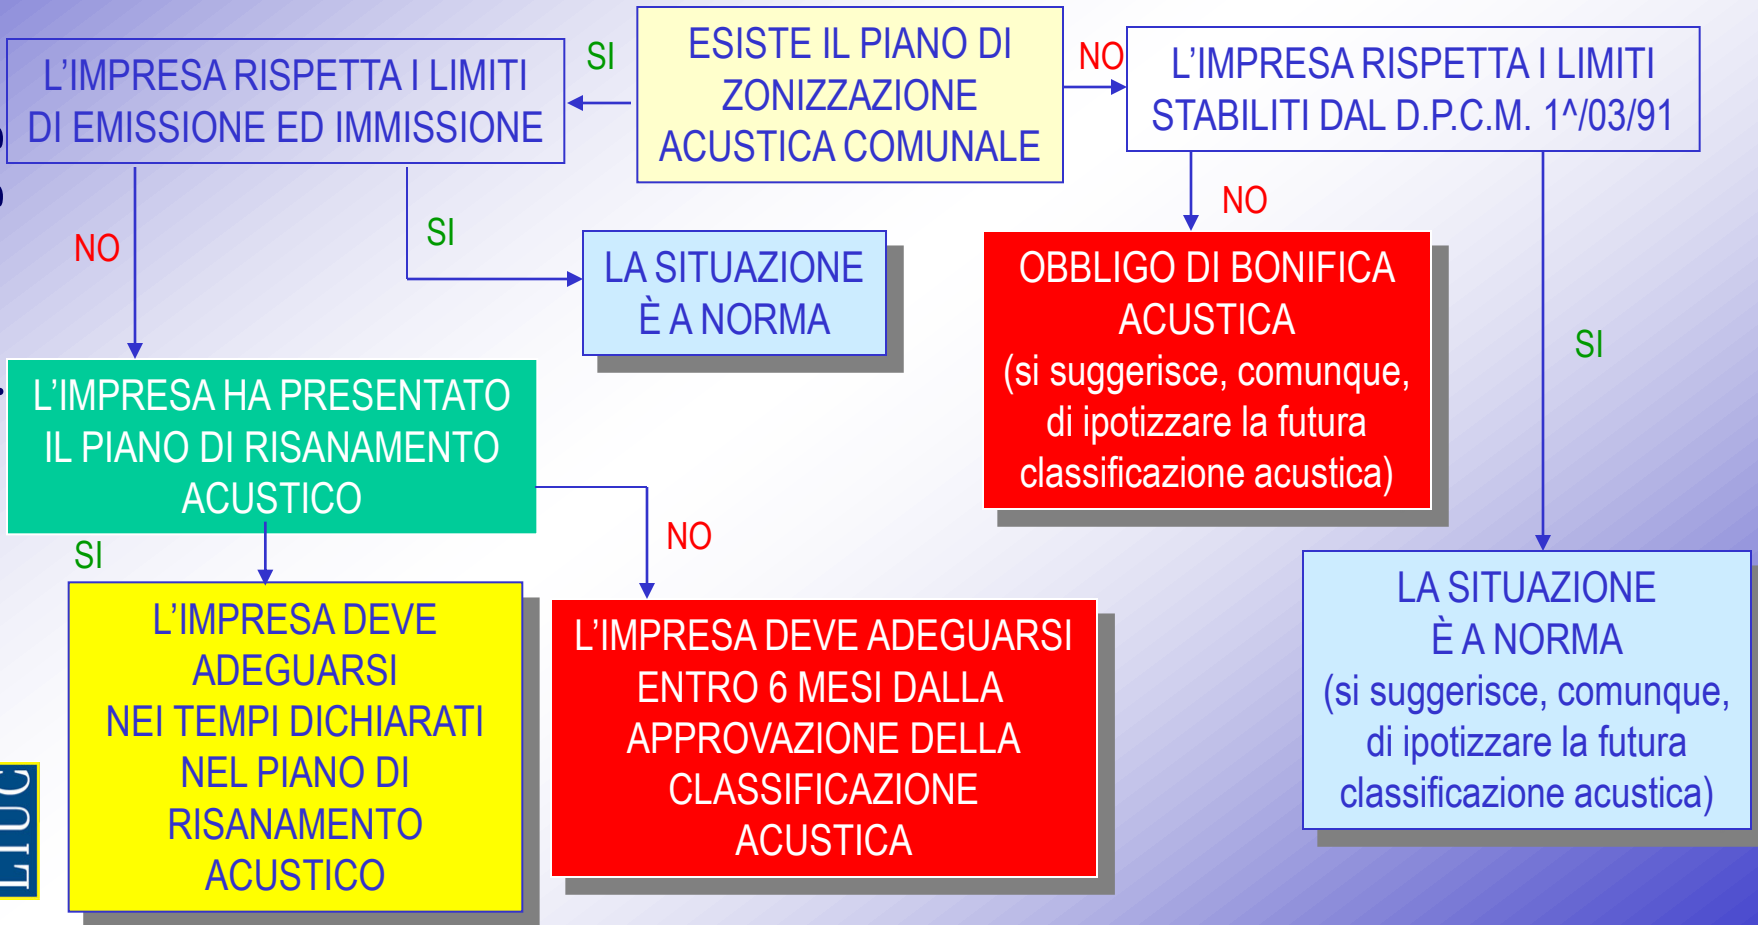 ESISTE IL PIANO DI
ZONIZZAZIONE
ACUSTICA COMUNALE
SI
NO
L'IMPRESA RISPETTA I LIMITI
DI EMISSIONE ED IMMISSIONE
L'IMPRESA RISPETTA I LIMITI
STABILITI DAL D.P.C.M. 1^/03/91
NO
SI
LA SITUAZIONE
È A NORMA
NO
OBBLIGO DI BONIFICA
ACUSTICA
(si suggerisce, comunque,
di ipotizzare la futura
classificazione acustica)
SI
L'IMPRESA HA PRESENTATO
IL PIANO DI RISANAMENTO
ACUSTICO
SI
NO
L'IMPRESA DEVE
ADEGUARSI
NEI TEMPI DICHIARATI
NEL PIANO DI
RISANAMENTO
ACUSTICO
L'IMPRESA DEVE ADEGUARSI
ENTRO 6 MESI DALLA
APPROVAZIONE DELLA
CLASSIFICAZIONE
ACUSTICA
LA SITUAZIONE
È A NORMA
(si suggerisce, comunque,
di ipotizzare la futura
classificazione acustica)
LIUC